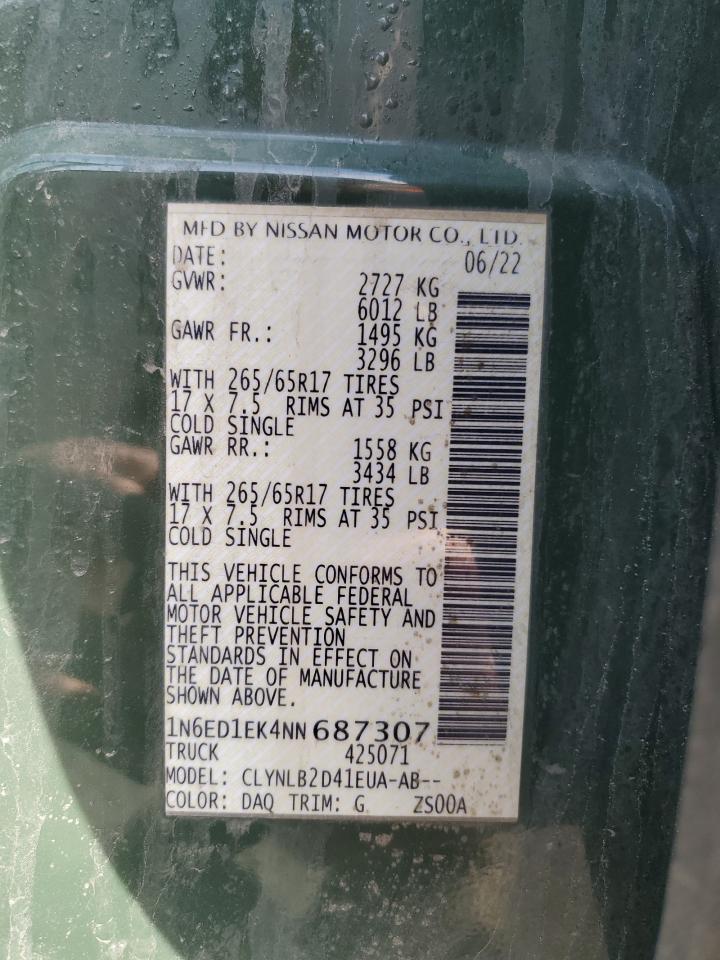 MFD BY NISSAN MOTOR CO., LTD.
DATE: 06/22
GVWR: 2727 KG
6012 LB
GAWR FR.: 1495 KG
3296 LB
WITH 265/65R17 TIRES
17 X 7.5 RIMS AT 35 PSI
COLD SINGLE
GAWR RR.: 1558 KG
3434 LB
WITH 265/65R17 TIRES
17 X 7.5 RIMS AT 35 PSI
COLD SINGLE
THIS VEHICLE CONFORMS TO
ALL APPLICABLE FEDERAL
MOTOR VEHICLE SAFETY AND
THEFT PREVENTION
STANDARDS IN EFFECT ON
THE DATE OF MANUFACTURE
SHOWN ABOVE.
1N6ED1EK4NN687307
TRUCK 425071
MODEL: CLYNLB2D41EUA-AB--
COLOR: DAQ TRIM: G ZS00A